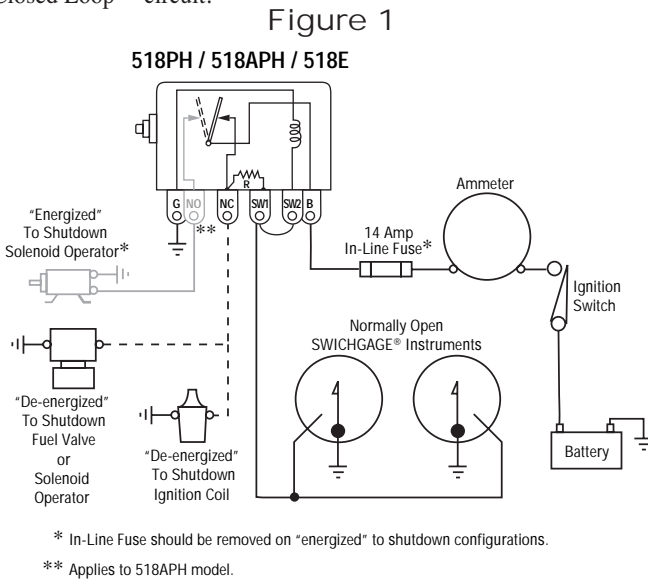 Closed Loop" circuit.
Figure 1
518PH / 518APH / 518E
R
G
NO
NC
SW1
SW2
B
**
"Energized"
To Shutdown
Solenoid Operator*
Ammeter
14 Amp
In-Line Fuse*
Ignition
Switch
Normally Open
SWICHGAGE® Instruments
"De-energized"
To Shutdown
Fuel Valve
or
Solenoid
Operator
"De-energized"
To Shutdown
Ignition Coil
Battery
* In-Line Fuse should be removed on "energized" to shutdown configurations.
** Applies to 518APH model.